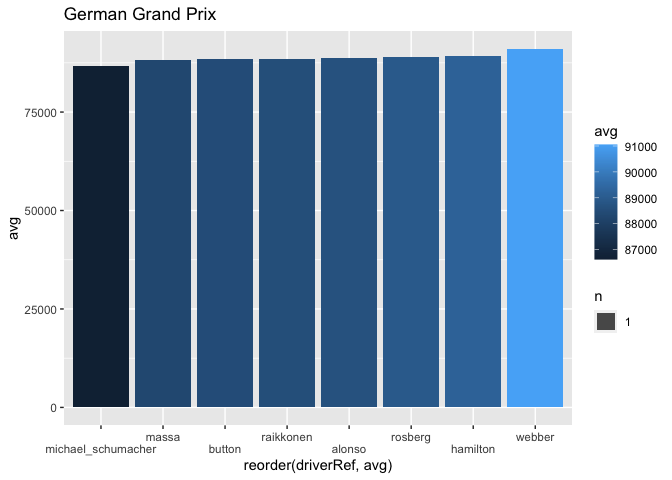 German Grand Prix
avg
75000
50000
25000
0
massa raikkonen rosberg webber
michael_schumacher button alonso hamilton
reorder(driverRef, avg)
avg
91000
90000
89000
88000
87000
n
1